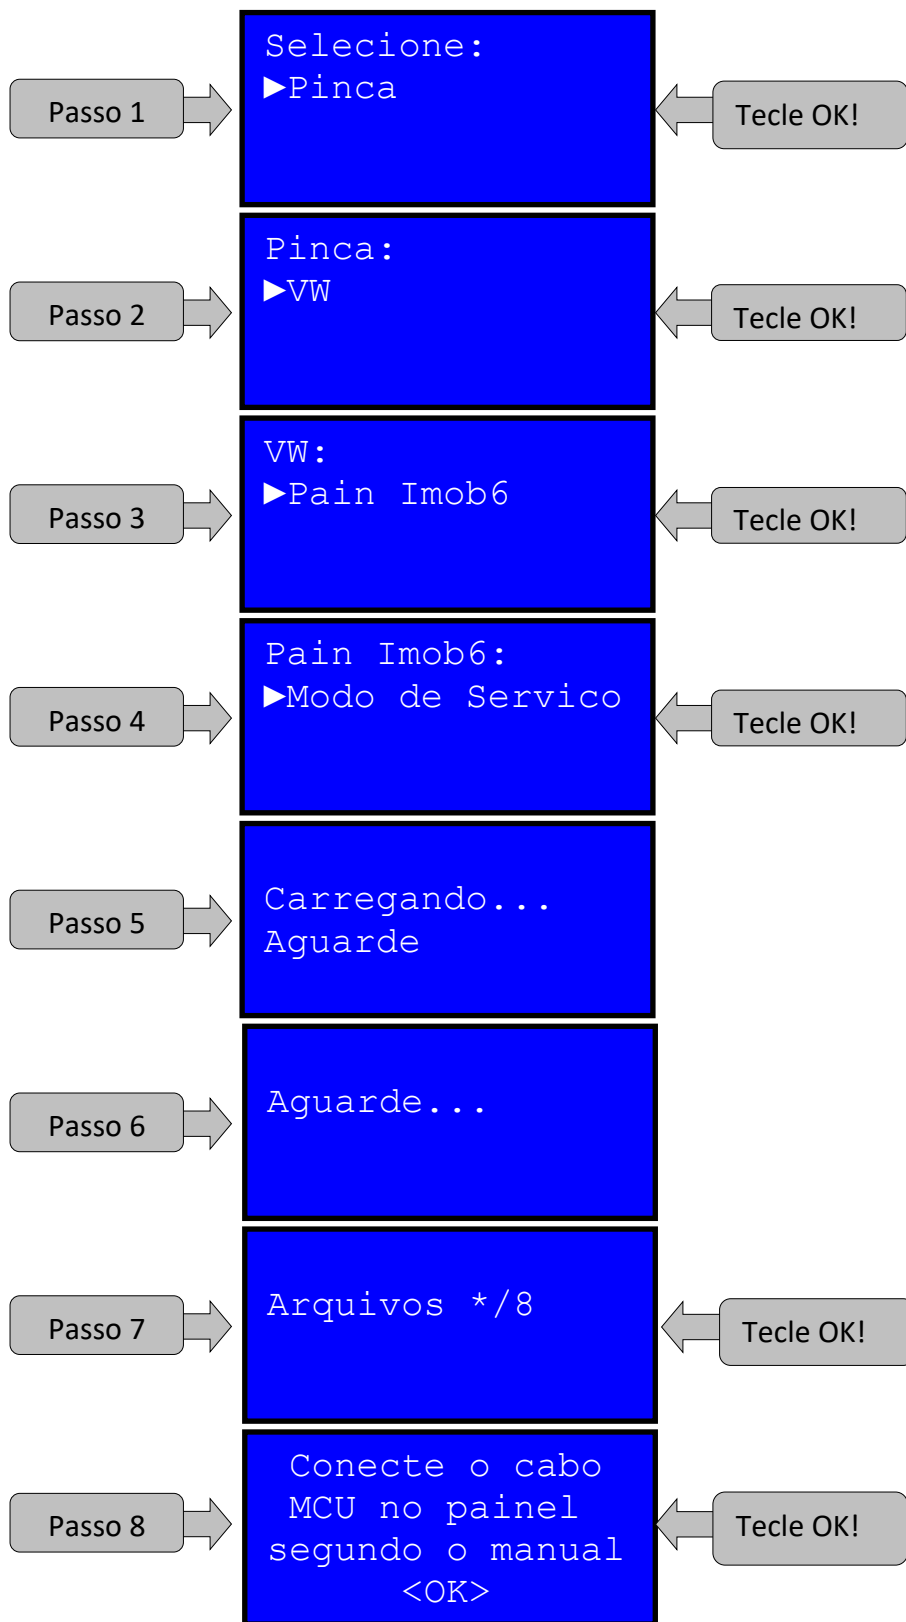 Selecione:
Passo 1
►Pinca
Tecle OK!
Pinca:
Passo 2
►VW
Tecle OK!
VW:
Passo 3
►Pain Imob6
Tecle OK!
Pain Imob6:
Passo 4
►Modo de Servico
Tecle OK!
Passo 5
Carregando...
Aguarde
Passo 6
Aguarde...
Passo 7
Arquivos */8
Tecle OK!
Passo 8
Conecte o cabo
MCU no painel
segundo o manual
<OK>
Tecle OK!